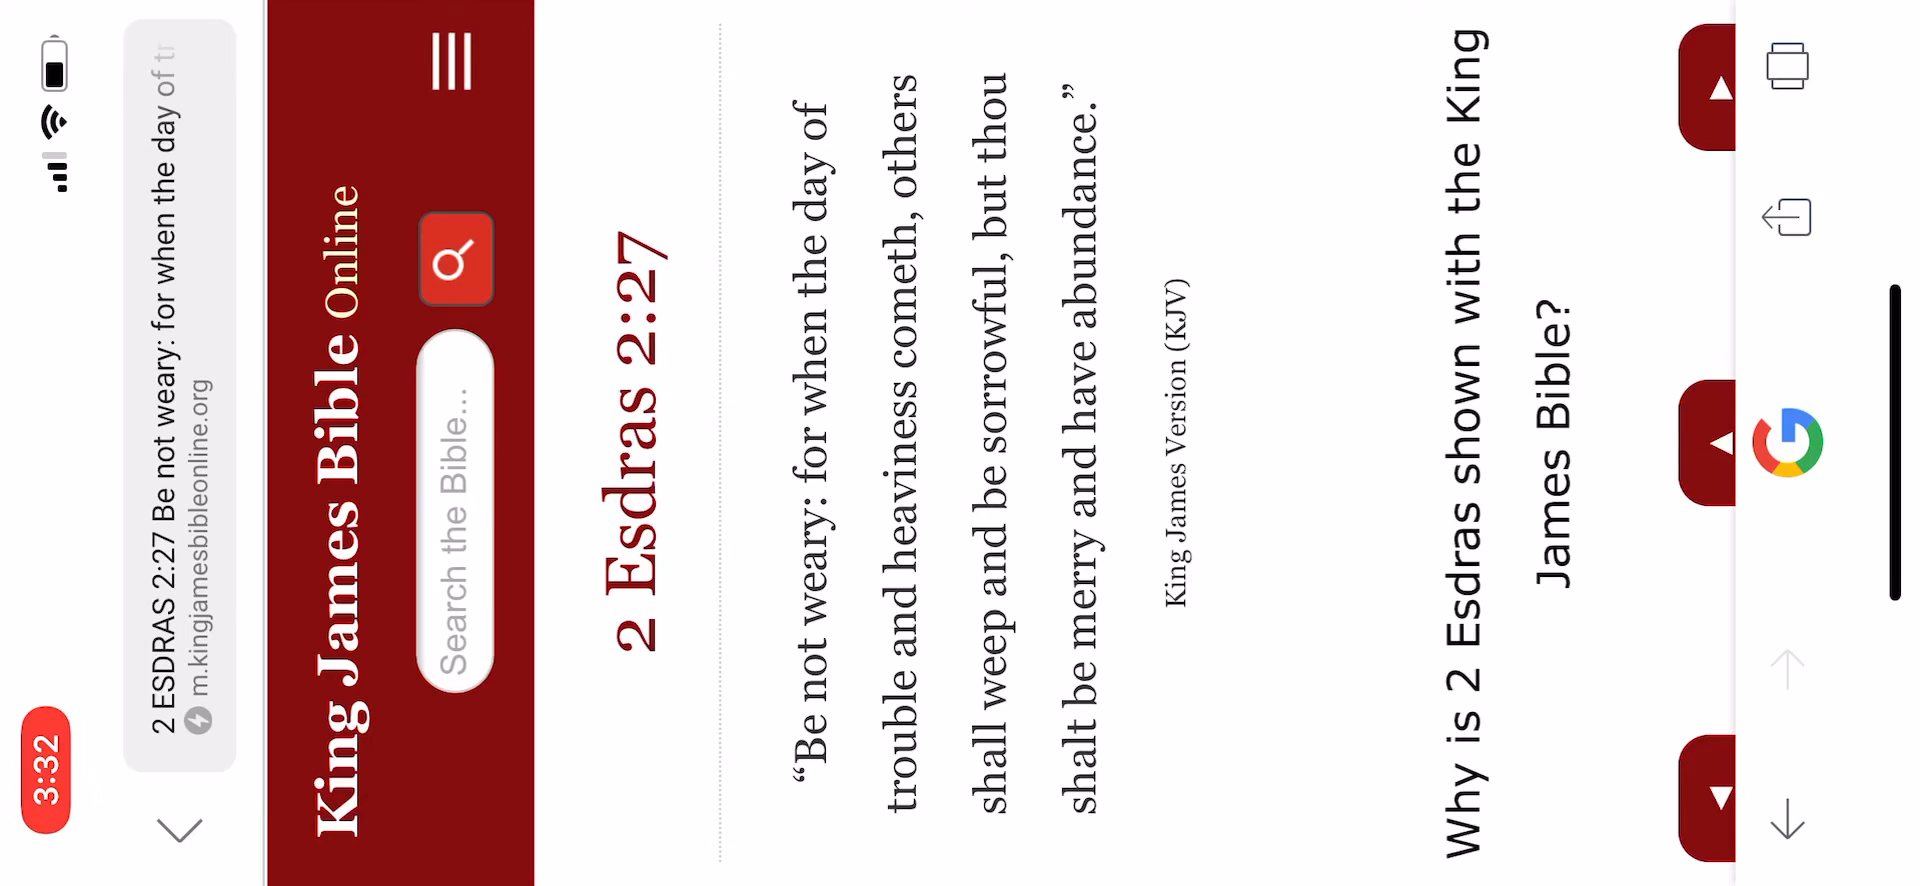 3:32
2 ESDRAS 2:27 Be not weary: for when the day of tr
m.kingjamesbibleonline.org
King James Bible Online
Search the Bible...
2 Esdras 2:27
“Be not weary: for when the day of
trouble and heaviness cometh, others
shall weep and be sorrowful, but thou
shalt be merry and have abundance.”
King James Version (KJV)
Why is 2 Esdras shown with the King
James Bible?